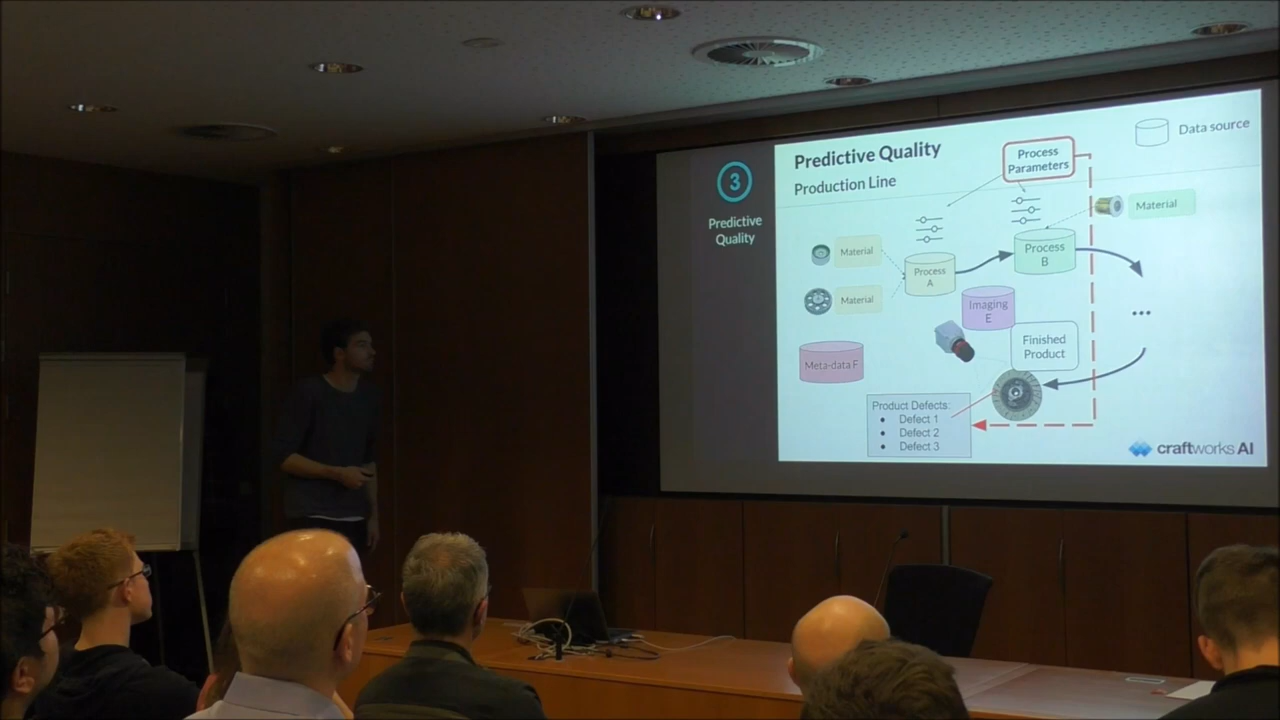 3
Predictive
Quality
Predictive Quality
Production Line
Process
Parameters
Data source
Material
Material
Material
Process
A
Process
B
Imaging
E
...
Finished
Product
Meta-data F
Product Defects:
• Defect 1
• Defect 2
• Defect 3
craftworks AI